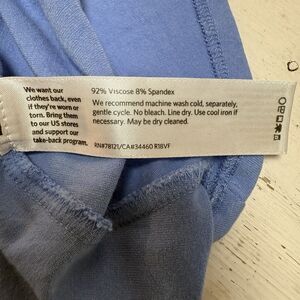 We want our
clothes back, even
if they're worn or
torn. Bring them
to our US stores
and support our
take-back program.
92% Viscose 8% Spandex
We recommend machine wash cold, separately,
gentle cycle. No bleach. Line dry. Use cool iron if
necessary. May be dry cleaned.
RN#78121/CA#34460 R18VF